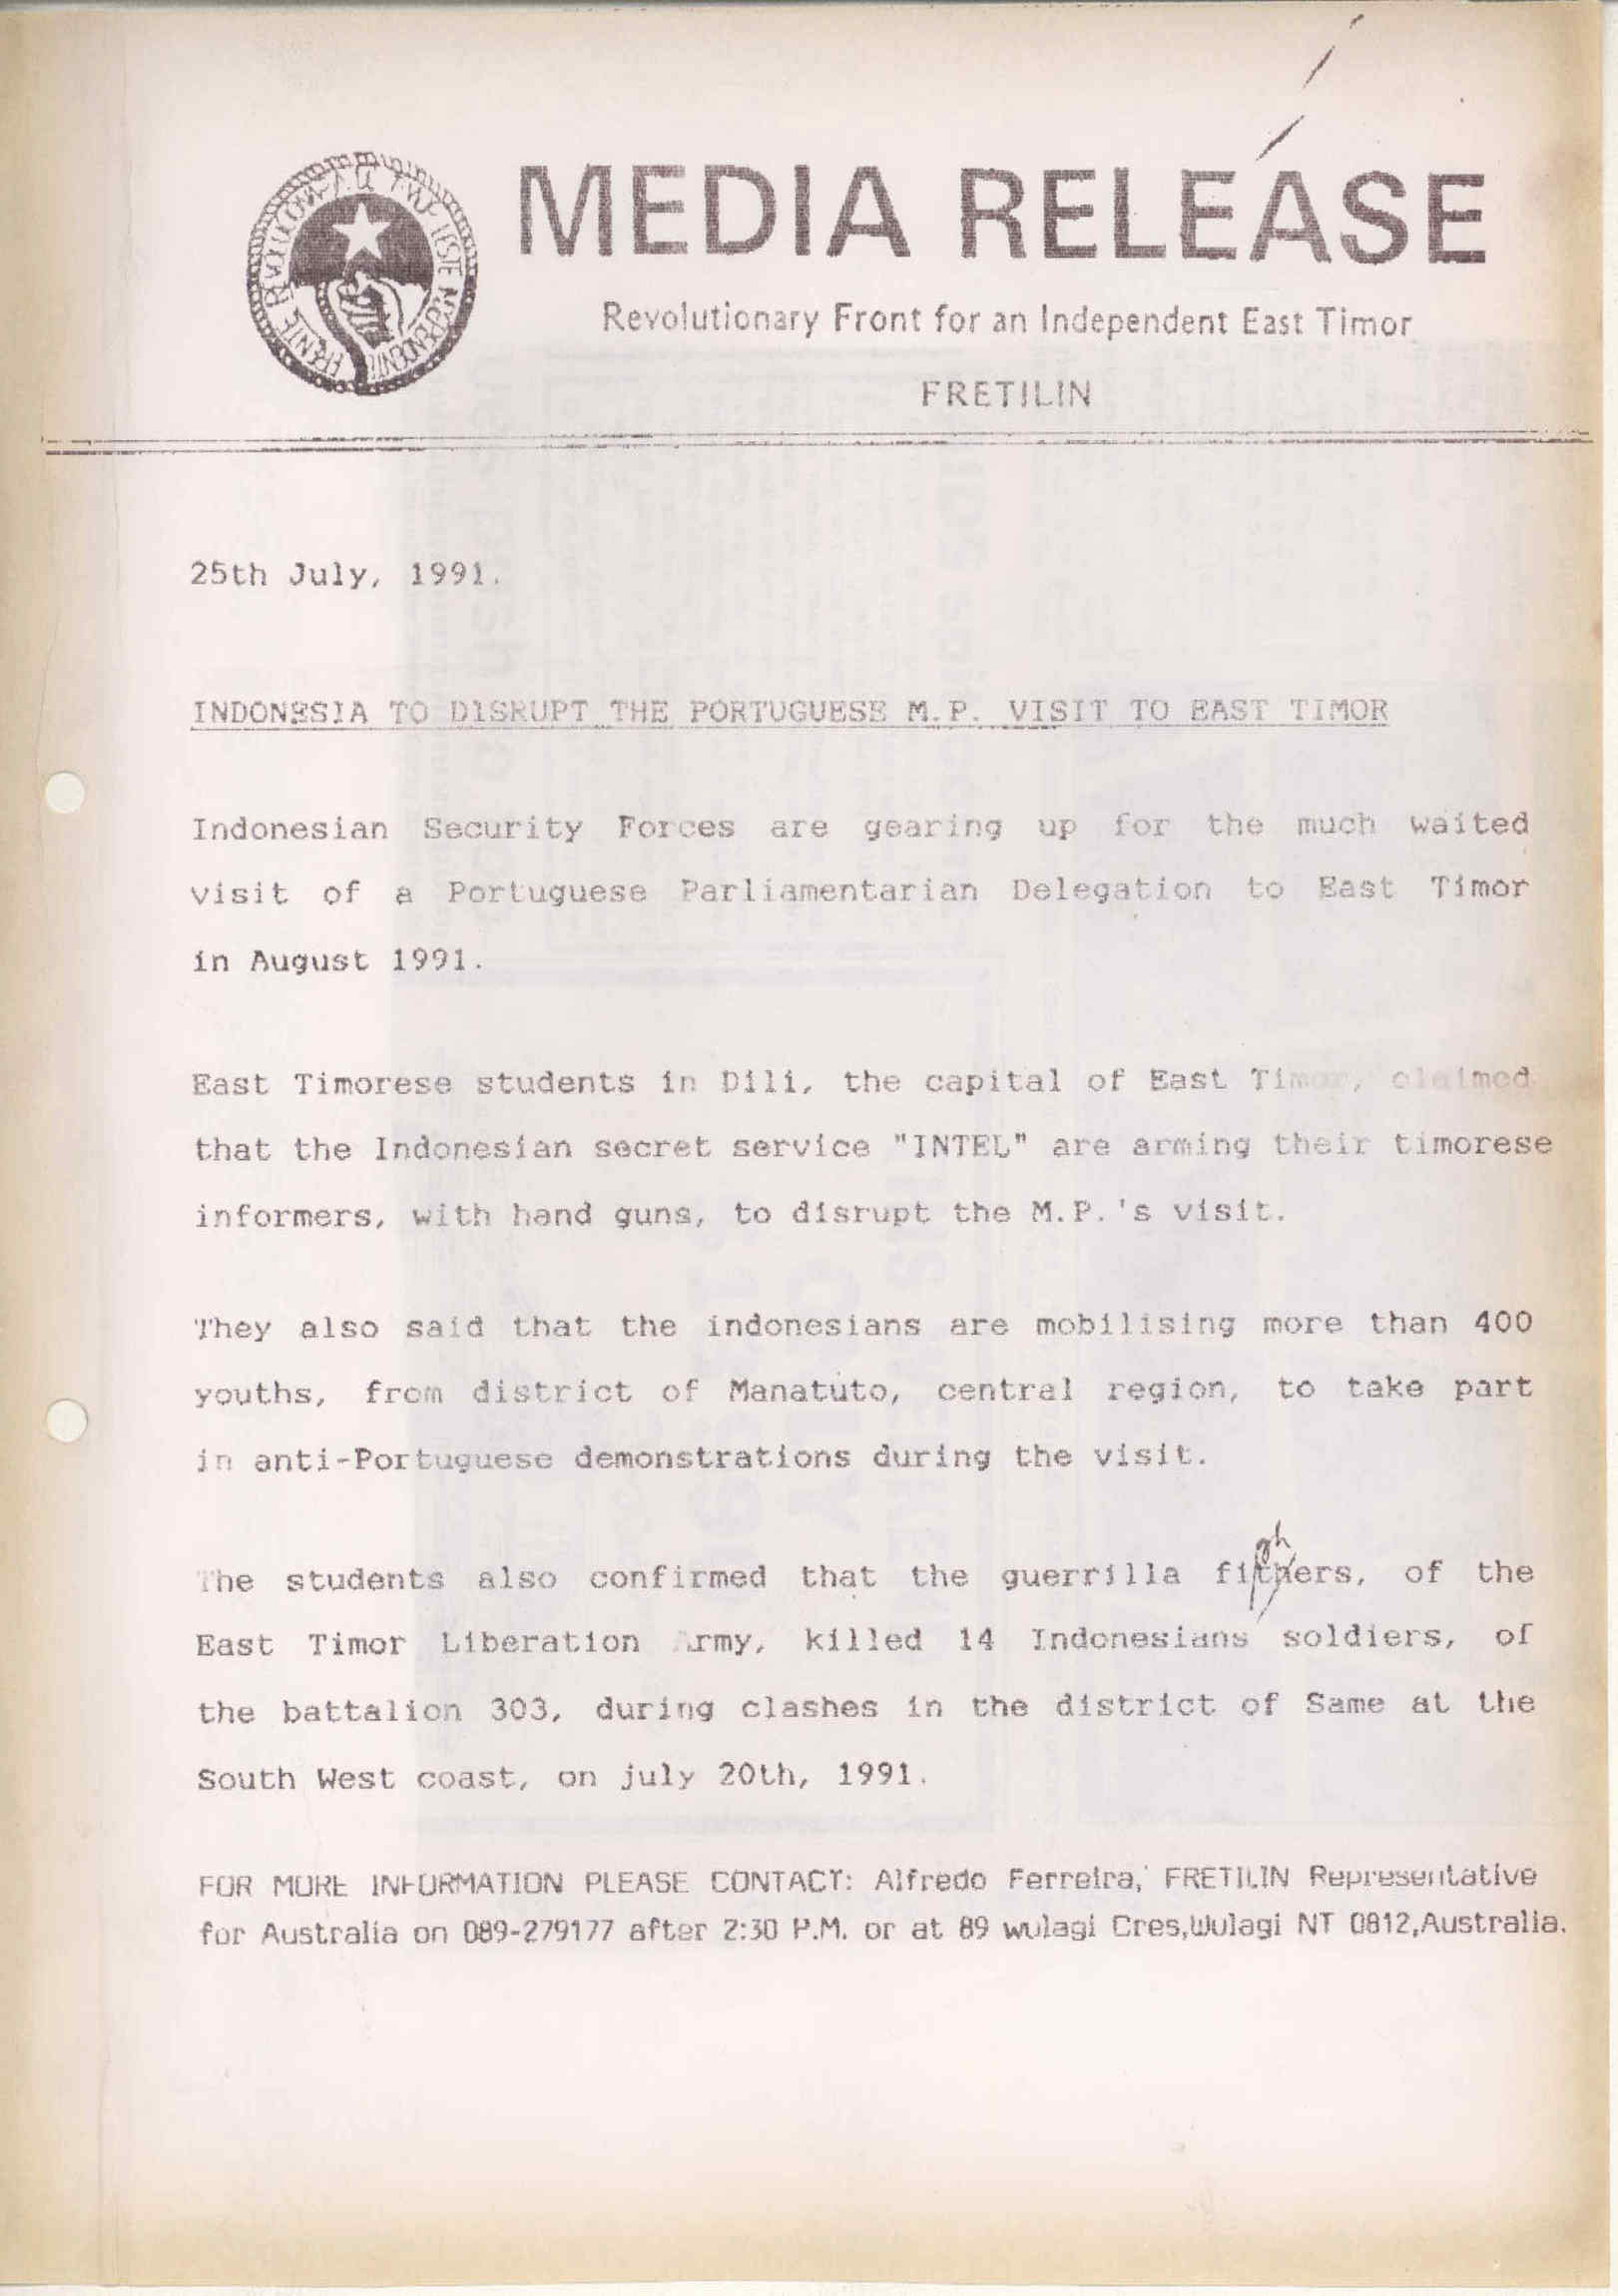 FRENTE REVOLUCIONARIA TIMOR LESTE INDEPENDENTE
MEDIA RELEASE
Revolutionary Front for an Independent East Timor
FRETILIN
25th July, 1991.
INDONESIA TO DISRUPT THE PORTUGUESE M.P. VISIT TO EAST TIMOR
Indonesian Security Forces are gearing up for the much waited
visit of a Portuguese Parliamentarian Delegation to East Timor
in August 1991.
East Timorese students in Dili, the capital of East Timor, claimed
that the Indonesian secret service "INTEL" are arming their timorese
informers, with hand guns, to disrupt the M.P.'s visit.
They also said that the indonesians are mobilising more than 400
youths, from district of Manatuto, central region, to take part
in anti-Portuguese demonstrations during the visit.
gh
The students also confirmed that the guerrilla fithers, of the
East Timor Liberation Army, killed 14 Indonesians soldiers, of
the battalion 303, during clashes in the district of Same at the
South West coast, on july 20th, 1991.
FOR MORE INFORMATION PLEASE CONTACT: Alfredo Ferreira, FRETILIN Representative
for Australia on 089-279177 after 2:30 P.M. or at 89 wulagi Cres,Wulagi NT 0812,Australia.